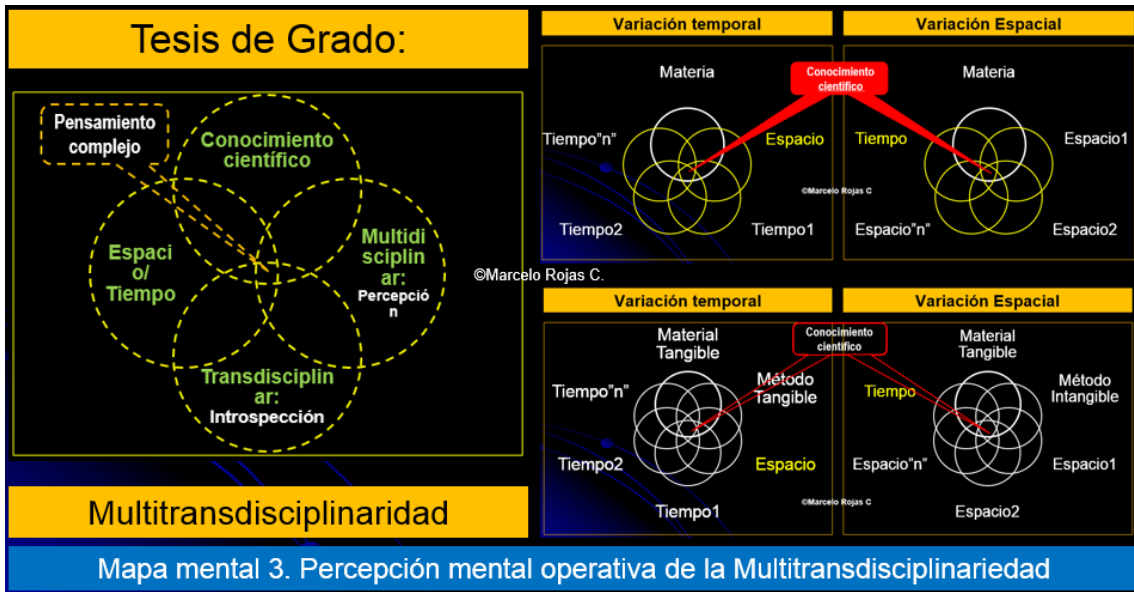 Tesis de Grado:
Pensamiento
complejo
Conocimiento
científico
Espaci
o/
Tiempo
Multidi
sciplin
ar:
Percepció
n
Transdisciplin
ar:
Introspección
Multitransdisciplinaridad
©Marcelo Rojas C.
Variación temporal
Materia
Tiempo"n"
Espacio
Tiempo2
Tiempo1
Conocimiento
científico
Variación Espacial
Materia
Tiempo
Espacio1
©Marcelo Rojas C
Espacio"n"
Espacio2
Variación temporal
Material
Tangible
Tiempo"n"
Método
Tangible
Tiempo2
Espacio
Tiempo1
Conocimiento
científico
Variación Espacial
Material
Tangible
Tiempo
Método
Intangible
Espacio"n"
Espacio1
©Marcelo Rojas C
Espacio2
Mapa mental 3. Percepción mental operativa de la Multitransdisciplinariedad